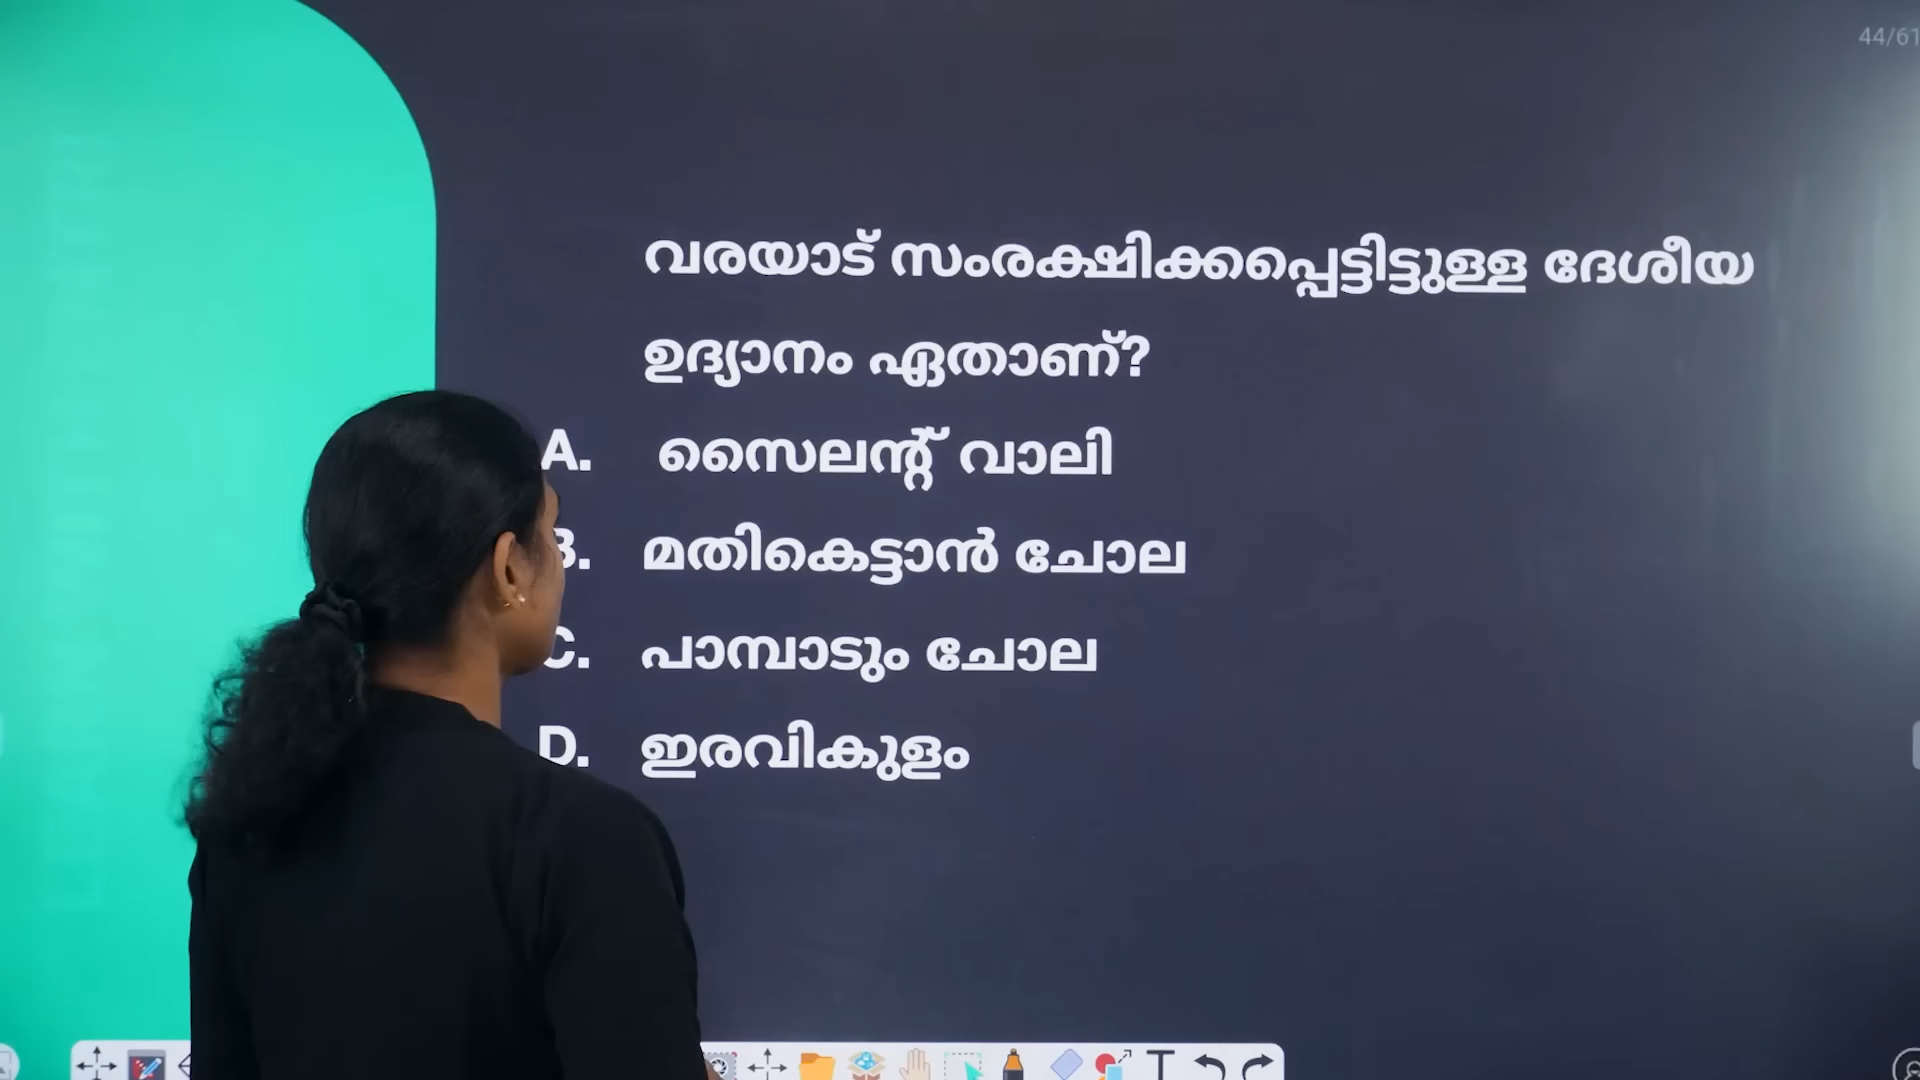 44/61
വരയാട് സംരക്ഷിക്കപ്പെട്ടിട്ടുള്ള ദേശീയ
ഉദ്യാനം ഏതാണ്?
A. സൈലന്റ് വാലി
B. മതികെട്ടാൻ ചോല
C. പാമ്പാടും ചോല
D. ഇരവികുളം